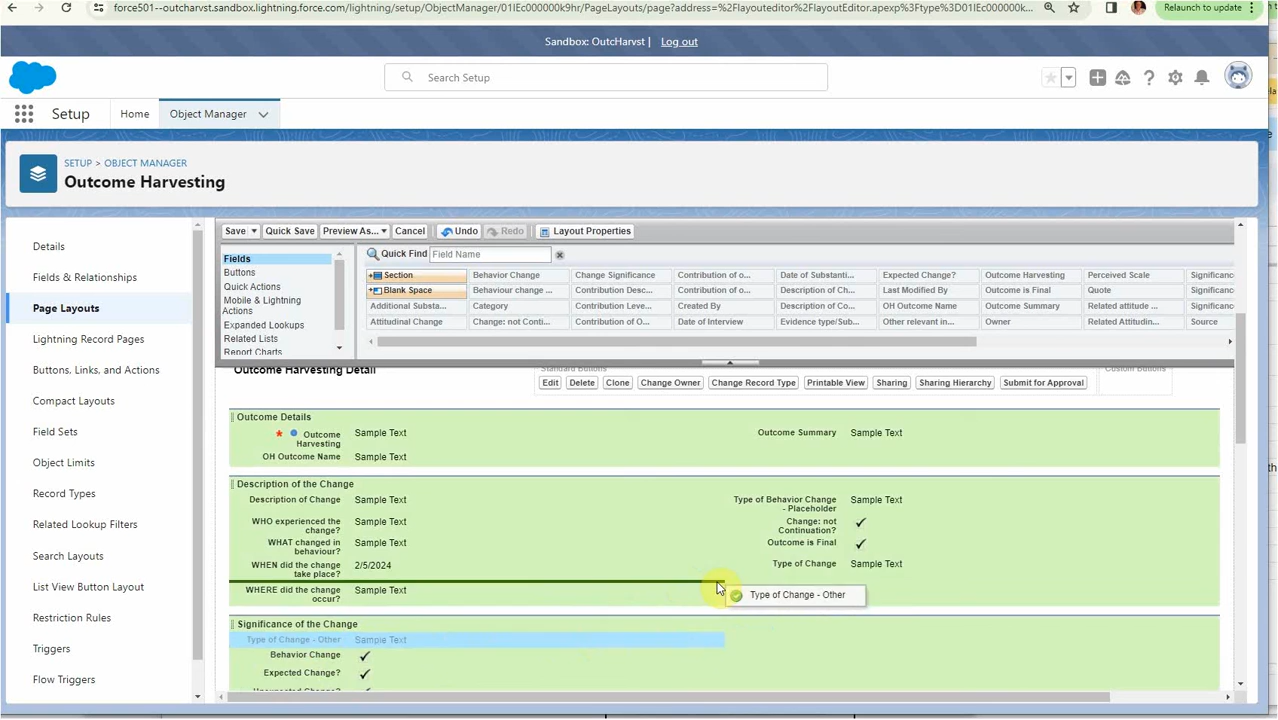 force501--outcharvst.sandbox.lightning.force.com/lightning/setup/ObjectManager/01IEc000000k9hr/PageLayouts/page?address=%2Flayouteditor%2FlayoutEditor.apexp%3Ftype%3D01IEc000000k...
Relaunch to update
Sandbox: OutcHarvst | Log out
Search Setup
Setup Home Object Manager
SETUP > OBJECT MANAGER
Outcome Harvesting
Details
Fields & Relationships
Page Layouts
Lightning Record Pages
Buttons, Links, and Actions
Compact Layouts
Field Sets
Object Limits
Record Types
Related Lookup Filters
Search Layouts
List View Button Layout
Restriction Rules
Triggers
Flow Triggers
Save Quick Save Preview As... Cancel Undo Redo Layout Properties
Fields
Buttons
Quick Actions
Mobile & Lightning
Actions
Expanded Lookups
Related Lists
Report Charts
Quick Find Field Name
Section Behavior Change Change Significance Contribution of o... Date of Substanti... Expected Change? Outcome Harvesting Perceived Scale Significanc
Blank Space Behaviour change ... Contribution Desc... Contribution of o... Description of Ch... Last Modified By Outcome is Final Quote Significanc
Additional Substa... Category Contribution Leve... Created By Description of Co... OH Outcome Name Outcome Summary Related attitude ... Significanc
Attitudinal Change Change: not Conti... Contribution of O... Date of Interview Evidence type/Sub... Other relevant in... Owner Related Attitudin... Source
Outcome Harvesting Detail
Standard Buttons
Custom Buttons
Edit Delete Clone Change Owner Change Record Type Printable View Sharing Sharing Hierarchy Submit for Approval
Outcome Details
* Outcome Harvesting Sample Text
Outcome Summary Sample Text
OH Outcome Name Sample Text
Description of the Change
Description of Change Sample Text
Type of Behavior Change - Placeholder Sample Text
WHO experienced the change? Sample Text
Change: not Continuation?
WHAT changed in behaviour? Sample Text
Outcome is Final
WHEN did the change take place? 2/5/2024
Type of Change Sample Text
WHERE did the change occur? Sample Text
Type of Change - Other
Significance of the Change
Type of Change - Other Sample Text
Behavior Change
Expected Change?
Unexpected Change?